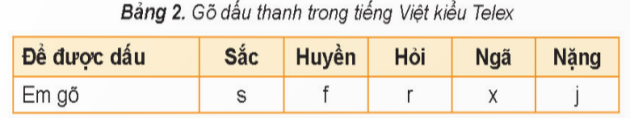 Bảng 2. Gõ dấu thanh trong tiếng Việt kiểu Telex
Để được dấu Sắc Huyền Hỏi Ngã Nặng
Em gõ s f r x j